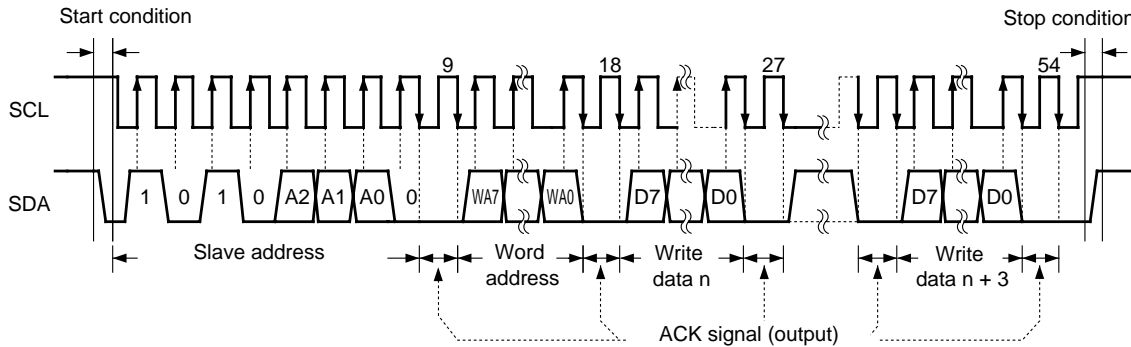 Start condition
Stop condition
9
18
27
54
SCL
SDA
1
0
1
0
A2
A1
A0
0
WA7
WA0
D7
D0
D7
D0
Slave address
Word
address
Write
data n
Write
data n + 3
ACK signal (output)